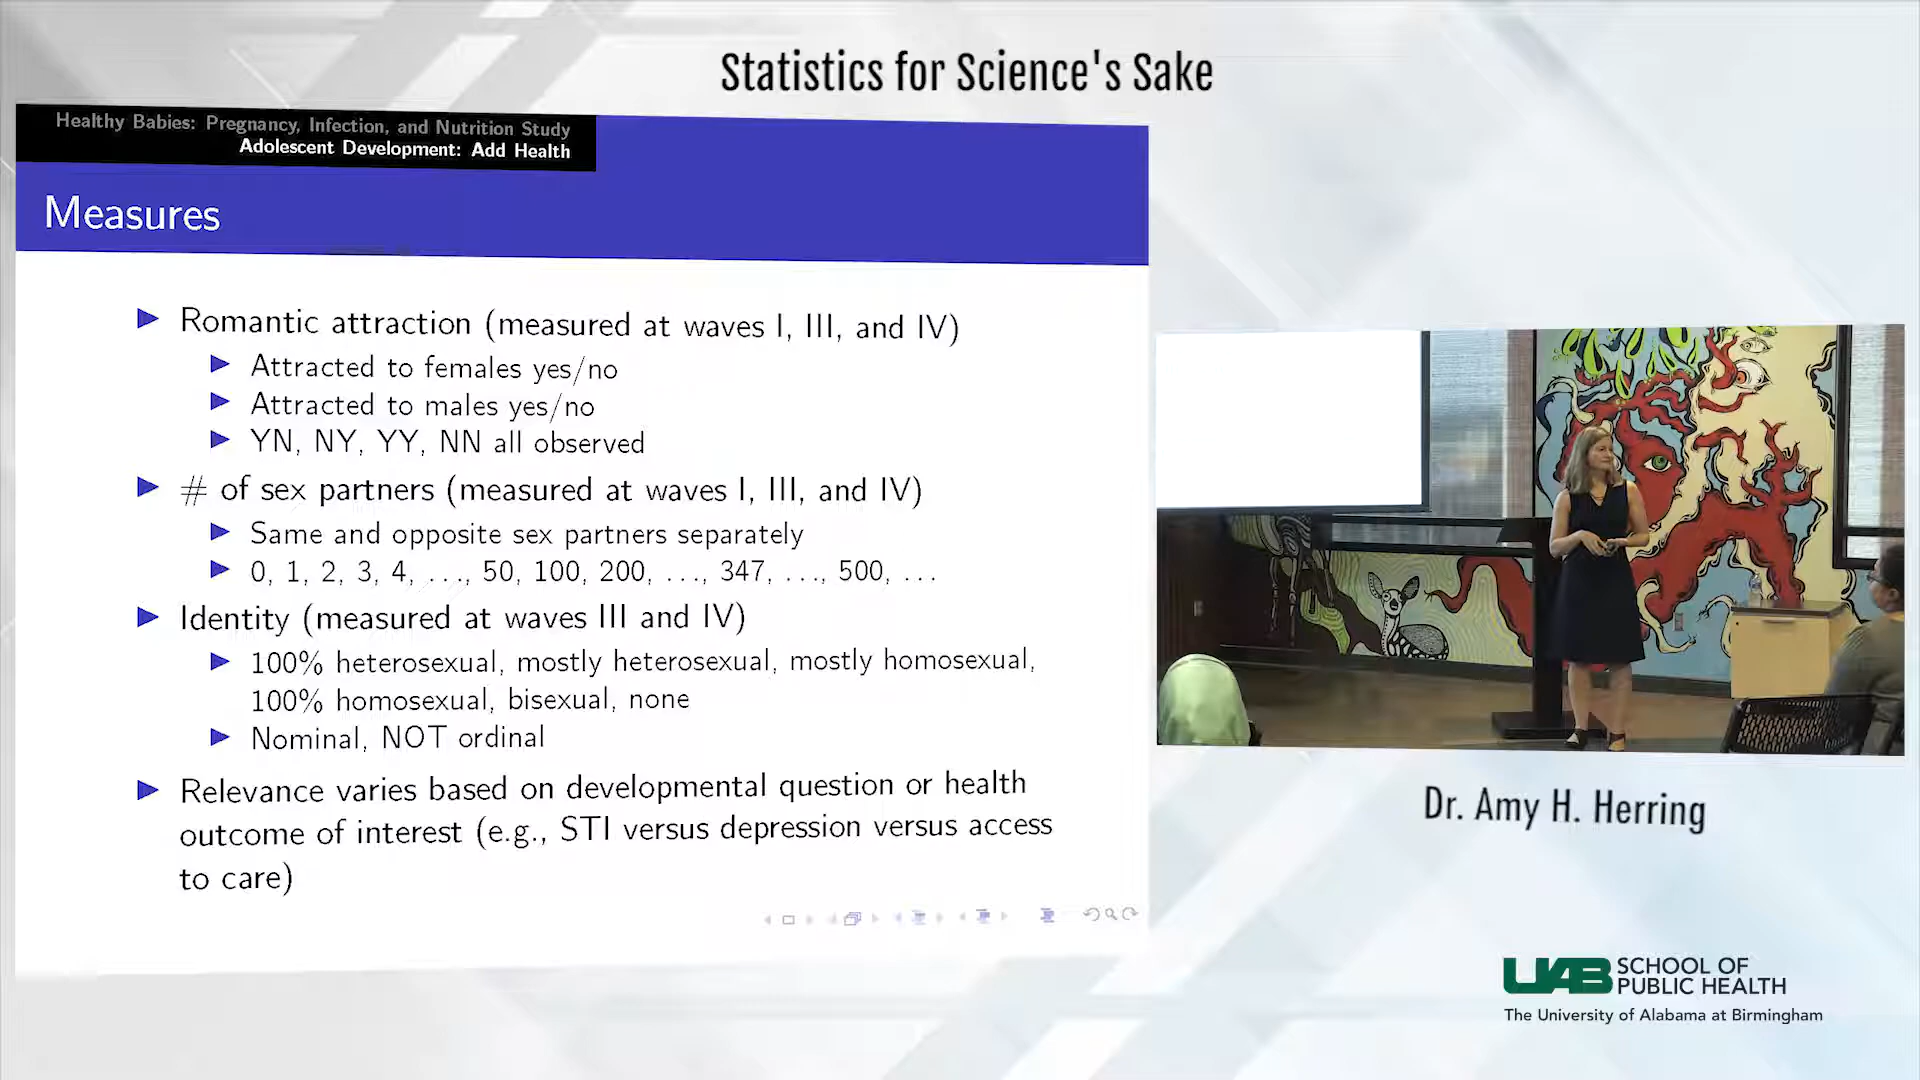 Statistics for Science's Sake
Healthy Babies: Pregnancy, Infection, and Nutrition Study
Adolescent Development: Add Health
Measures
Romantic attraction (measured at waves I, III, and IV)
Attracted to females yes/no
Attracted to males yes/no
YN, NY, YY, NN all observed
# of sex partners (measured at waves I, III, and IV)
Same and opposite sex partners separately
0, 1, 2, 3, 4, ..., 50, 100, 200, ..., 347, ..., 500, ...
Identity (measured at waves III and IV)
100% heterosexual, mostly heterosexual, mostly homosexual,
100% homosexual, bisexual, none
Nominal, NOT ordinal
Relevance varies based on developmental question or health
outcome of interest (e.g., STI versus depression versus access
to care)
Dr. Amy H. Herring
UAB SCHOOL OF
PUBLIC HEALTH
The University of Alabama at Birmingham